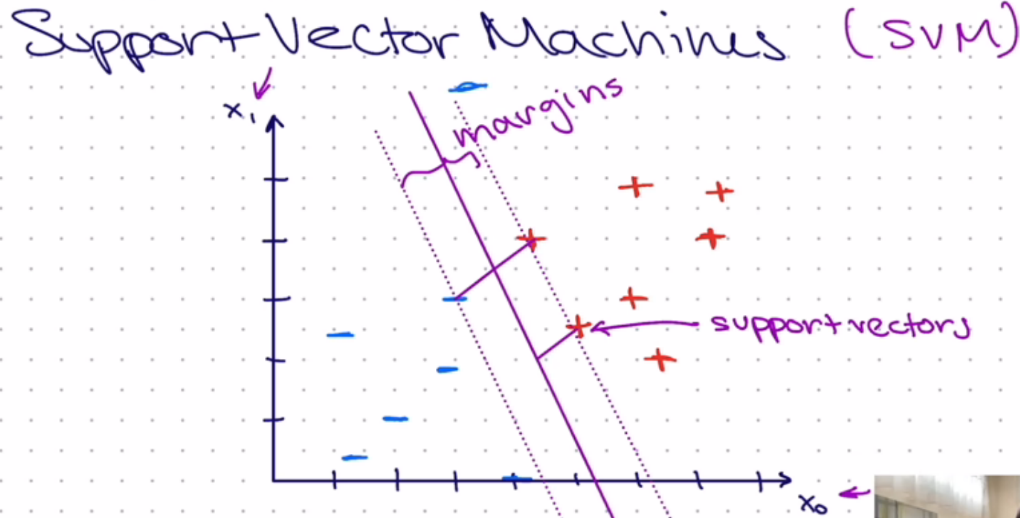 Support Vector Machines (SVM)
margins
x₁
support vectors
x₀